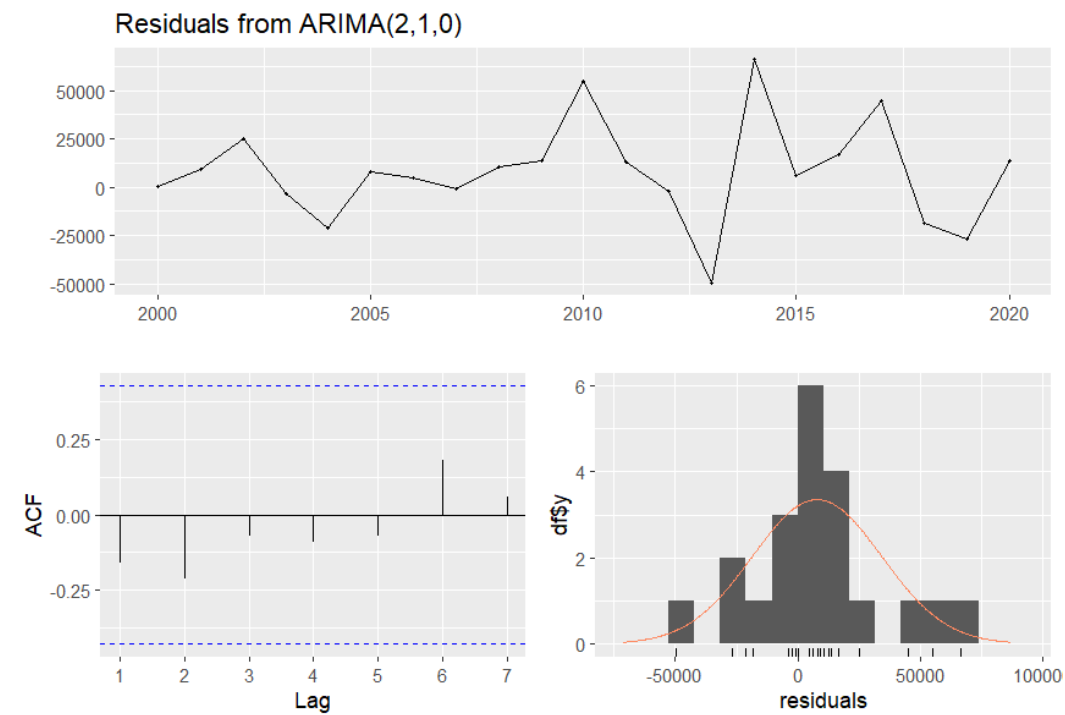 Residuals from ARIMA(2,1,0)
50000
25000
0
-25000
-50000
2000 2005 2010 2015 2020
ACF
0.25
0.00
-0.25
1 2 3 4 5 6 7
Lag
df$y
6
4
2
0
-50000 0 50000 10000
residuals